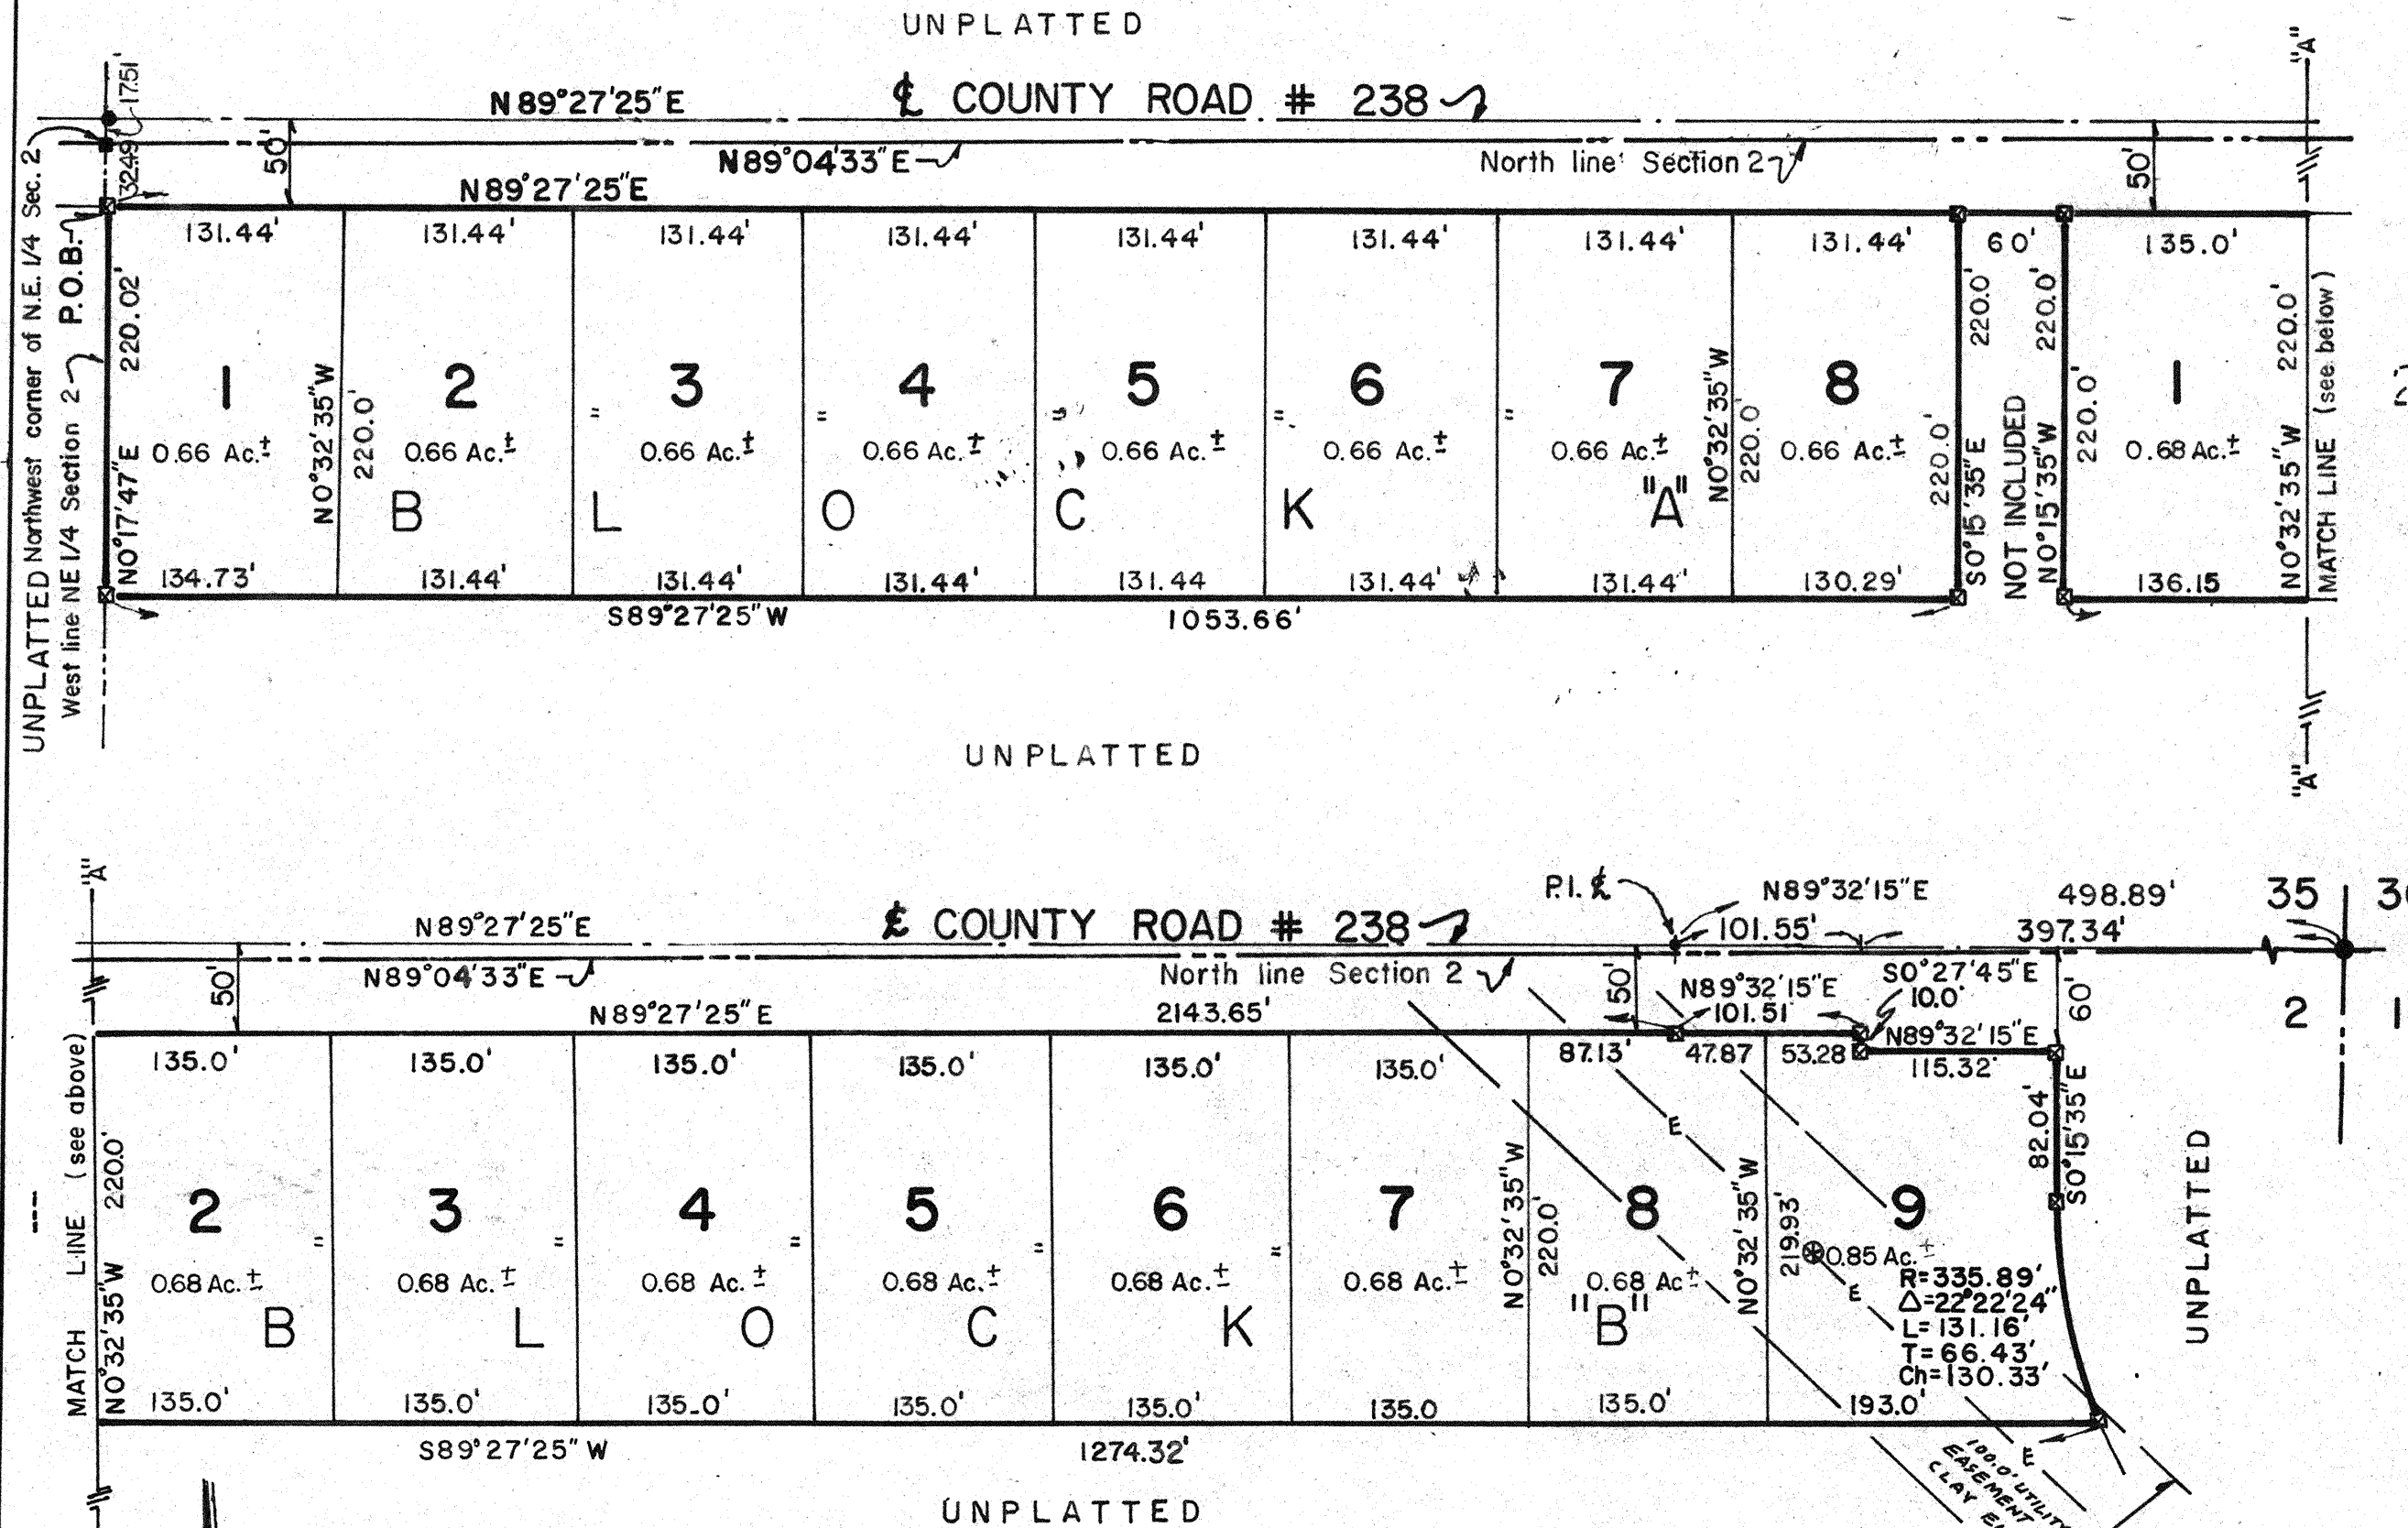 UNPLATTED
"A"
17.51'
N 89°27'25"E
℄ COUNTY ROAD # 238
32.49'
50'
N89°04'33"E
North line Section 2
50'
N89°27'25"E
Northwest corner of N.E. 1/4 Sec. 2
P.O.B.
West line NE 1/4 Section 2
UNPLATTED
131.44'
131.44'
131.44'
131.44'
131.44'
131.44'
131.44'
131.44'
60'
135.0'
220.02'
N0°17'47"E
1
0.66 Ac.±
N0°32'35"W
220.0'
2
0.66 Ac.±
=
3
0.66 Ac.±
=
4
0.66 Ac.±
=
5
0.66 Ac.±
=
6
0.66 Ac.±
=
7
0.66 Ac.±
N0°32'35"W
220.0'
8
0.66 Ac.±
220.0'
220.0'
S0°15'35"E
NOT INCLUDED
220.0'
N0°15'35"W
220.0'
1
0.68 Ac.±
220.0'
N0°32'35"W
MATCH LINE (see below)
BLOCK "A"
134.73'
131.44'
131.44'
131.44'
131.44
131.44'
131.44'
130.29'
136.15
S89°27'25"W
1053.66'
UNPLATTED
"A"
"A"
P.I. ℄
N89°32'15"E
498.89'
35
N89°27'25"E
℄ COUNTY ROAD # 238
101.55'
397.34'
50'
N89°04'33"E
North line Section 2
50'
N89°32'15"E
101.51'
S0°27'45"E
10.0'
60'
2
1
N89°27'25"E
2143.65'
N89°32'15"E
115.32'
135.0'
135.0'
135.0'
135.0'
135.0'
135.0'
87.13'
47.87
53.28
82.04'
S0°15'35"E
MATCH LINE (see above)
220.0'
N0°32'35"W
2
0.68 Ac.±
=
3
0.68 Ac.±
=
4
0.68 Ac.±
=
5
0.68 Ac.±
=
6
0.68 Ac.±
=
7
0.68 Ac.±
N0°32'35"W
220.0'
8
0.68 Ac±
E
N0°32'35"W
219.93'
9
0.85 Ac.±
E
R=335.89'
Δ=22°22'24"
L=131.16'
T=66.43'
Ch=130.33'
UNPLATTED
BLOCK "B"
135.0'
135.0'
135.0'
135.0'
135.0'
135.0
135.0'
193.0'
S89°27'25"W
1274.32'
E
100.0' UTILITY
EASEMENT
CLAY
UNPLATTED